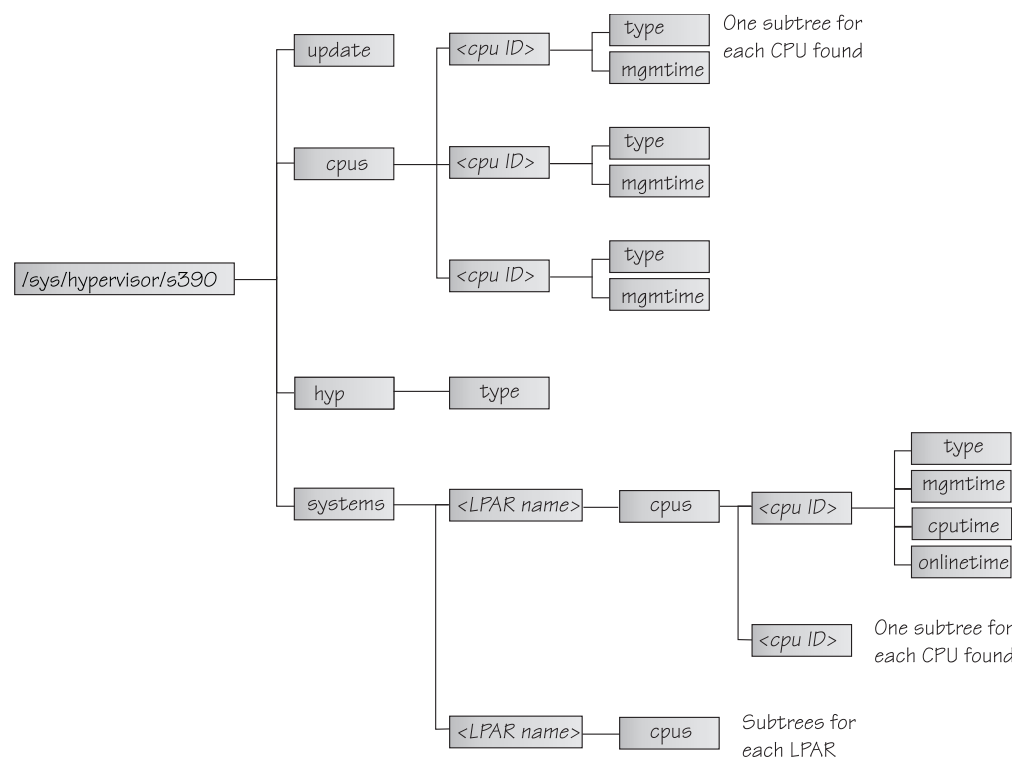 type
One subtree for
each CPU found
update
<cpu ID>
mgmtime
type
cpus
<cpu ID>
mgmtime
type
/sys/hypervisor/s390
<cpu ID>
mgmtime
hyp
type
type
mgmtime
systems
<LPAR name>
cpus
<cpu ID>
cputime
onlinetime
<cpu ID>
One subtree for
each CPU found
<LPAR name>
cpus
Subtrees for
each LPAR